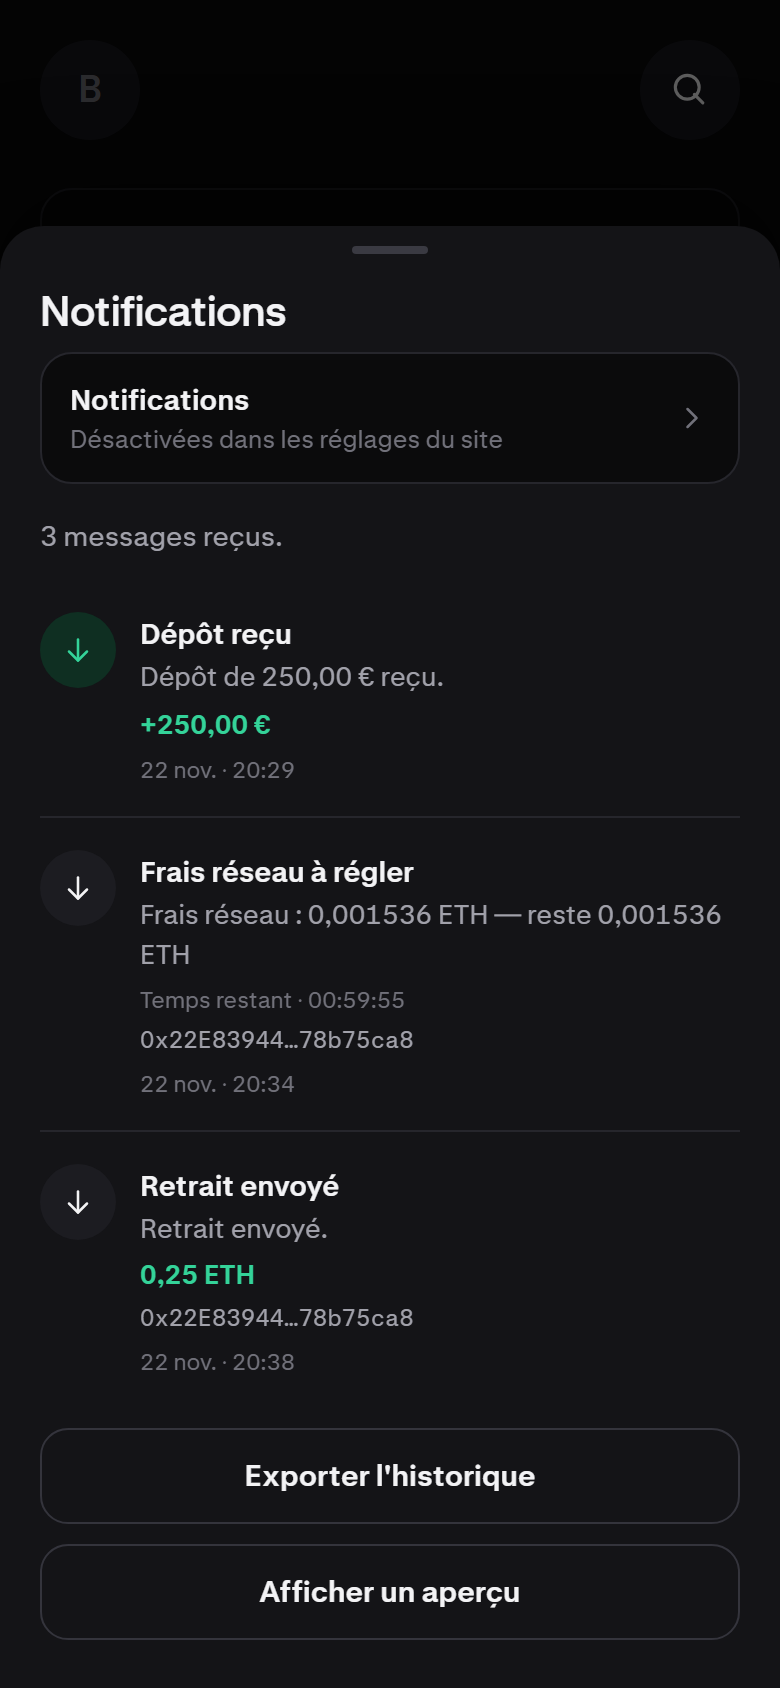 B
Notifications
Notifications
Désactivées dans les réglages du site
3 messages reçus.
Dépôt reçu
Dépôt de 250,00 € reçu.
+250,00 €
22 nov. · 20:29
Frais réseau à régler
Frais réseau : 0,001536 ETH — reste 0,001536
ETH
Temps restant · 00:59:55
0x22E83944…78b75ca8
22 nov. · 20:34
Retrait envoyé
Retrait envoyé.
0,25 ETH
0x22E83944…78b75ca8
22 nov. · 20:38
Exporter l'historique
Afficher un aperçu